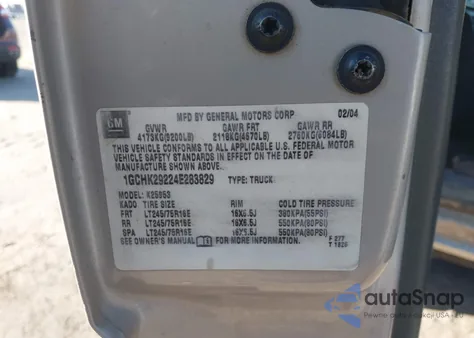 GM
MFD BY GENERAL MOTORS CORP 02/04
GVWR GAWR FRT GAWR RR
4173KG(9200LB) 2118KG(4670LB) 2760KG(6084LB)
THIS VEHICLE CONFORMS TO ALL APPLICABLE U.S. FEDERAL MOTOR
VEHICLE SAFETY STANDARDS IN EFFECT ON THE DATE OF
MANUFACTURE SHOWN ABOVE.
1GCHK29224E283829 TYPE: TRUCK
MODEL: K25953
KADO TIRE SIZE RIM COLD TIRE PRESSURE
FRT LT245/75R16E 16X6.5J 380KPA(55PSI)
RR LT245/75R16E 16X6.5J 550KPA(80PSI)
SPA LT245/75R16E 16X6.5J 550KPA(80PSI)
SEE OWNER'S MANUAL FOR MORE INFORMATION
autoSnap
USA - EU